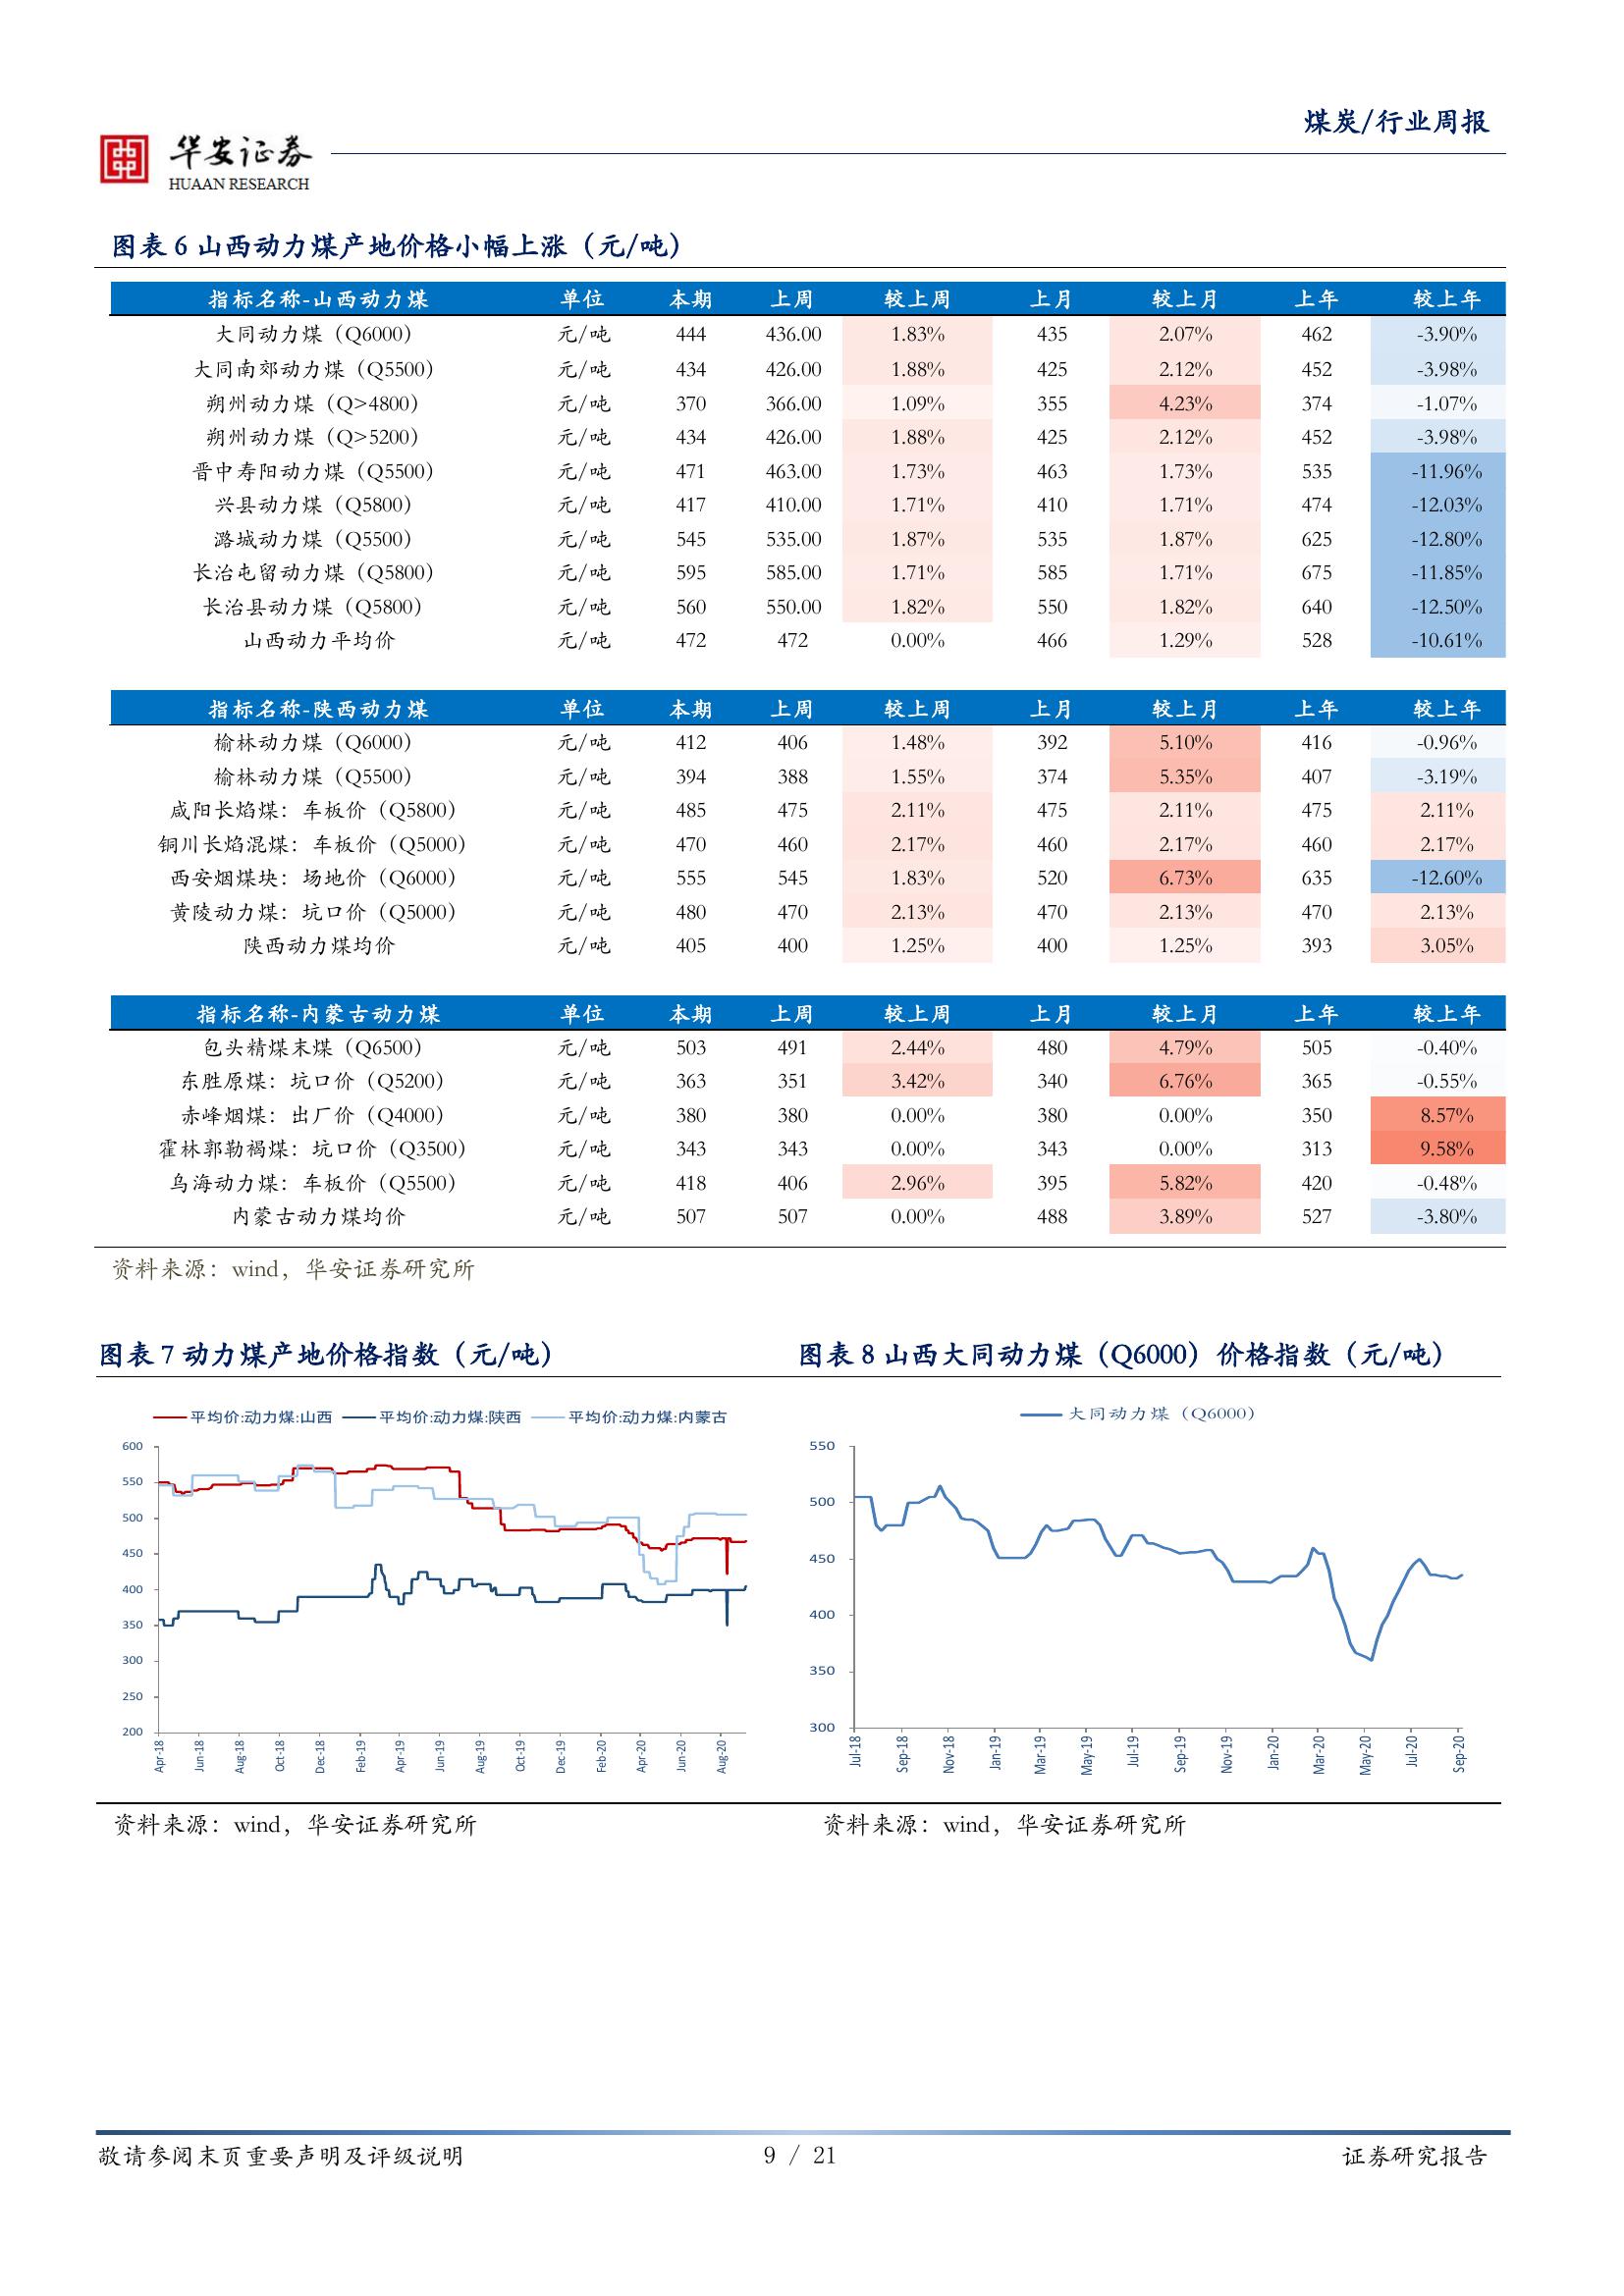 煤炭/行业周报
华安证券
HUAAN RESEARCH
图表 6 山西动力煤产地价格小幅上涨（元/吨）
指标名称-山西动力煤 单位 本期 上周 较上周 上月 较上月 上年 较上年
大同动力煤（Q6000） 元/吨 444 436.00 1.83% 435 2.07% 462 -3.90%
大同南郊动力煤（Q5500） 元/吨 434 426.00 1.88% 425 2.12% 452 -3.98%
朔州动力煤（Q>4800） 元/吨 370 366.00 1.09% 355 4.23% 374 -1.07%
朔州动力煤（Q>5200） 元/吨 434 426.00 1.88% 425 2.12% 452 -3.98%
晋中寿阳动力煤（Q5500） 元/吨 471 463.00 1.73% 463 1.73% 535 -11.96%
兴县动力煤（Q5800） 元/吨 417 410.00 1.71% 410 1.71% 474 -12.03%
潞城动力煤（Q5500） 元/吨 545 535.00 1.87% 535 1.87% 625 -12.80%
长治屯留动力煤（Q5800） 元/吨 595 585.00 1.71% 585 1.71% 675 -11.85%
长治县动力煤（Q5800） 元/吨 560 550.00 1.82% 550 1.82% 640 -12.50%
山西动力平均价 元/吨 472 472 0.00% 466 1.29% 528 -10.61%
指标名称-陕西动力煤 单位 本期 上周 较上周 上月 较上月 上年 较上年
榆林动力煤（Q6000） 元/吨 412 406 1.48% 392 5.10% 416 -0.96%
榆林动力煤（Q5500） 元/吨 394 388 1.55% 374 5.35% 407 -3.19%
咸阳长焰煤：车板价（Q5800） 元/吨 485 475 2.11% 475 2.11% 475 2.11%
铜川长焰混煤：车板价（Q5000） 元/吨 470 460 2.17% 460 2.17% 460 2.17%
西安烟煤块：场地价（Q6000） 元/吨 555 545 1.83% 520 6.73% 635 -12.60%
黄陵动力煤：坑口价（Q5000） 元/吨 480 470 2.13% 470 2.13% 470 2.13%
陕西动力煤均价 元/吨 405 400 1.25% 400 1.25% 393 3.05%
指标名称-内蒙古动力煤 单位 本期 上周 较上周 上月 较上月 上年 较上年
包头精煤末煤（Q6500） 元/吨 503 491 2.44% 480 4.79% 505 -0.40%
东胜原煤：坑口价（Q5200） 元/吨 363 351 3.42% 340 6.76% 365 -0.55%
赤峰烟煤：出厂价（Q4000） 元/吨 380 380 0.00% 380 0.00% 350 8.57%
霍林郭勒褐煤：坑口价（Q3500） 元/吨 343 343 0.00% 343 0.00% 313 9.58%
乌海动力煤：车板价（Q5500） 元/吨 418 406 2.96% 395 5.82% 420 -0.48%
内蒙古动力煤均价 元/吨 507 507 0.00% 488 3.89% 527 -3.80%
资料来源：wind，华安证券研究所
图表 7 动力煤产地价格指数（元/吨）
平均价:动力煤:山西 平均价:动力煤:陕西 平均价:动力煤:内蒙古
600
550
500
450
400
350
300
250
200
Apr-18 Jun-18 Aug-18 Oct-18 Dec-18 Feb-19 Apr-19 Jun-19 Aug-19 Oct-19 Dec-19 Feb-20 Apr-20 Jun-20 Aug-20
资料来源：wind，华安证券研究所
图表 8 山西大同动力煤（Q6000）价格指数（元/吨）
大同动力煤（Q6000）
550
500
450
400
350
300
Jul-18 Sep-18 Nov-18 Jan-19 Mar-19 May-19 Jul-19 Sep-19 Nov-19 Jan-20 Mar-20 May-20 Jul-20 Sep-20
资料来源：wind，华安证券研究所
敬请参阅末页重要声明及评级说明 9 / 21 证券研究报告